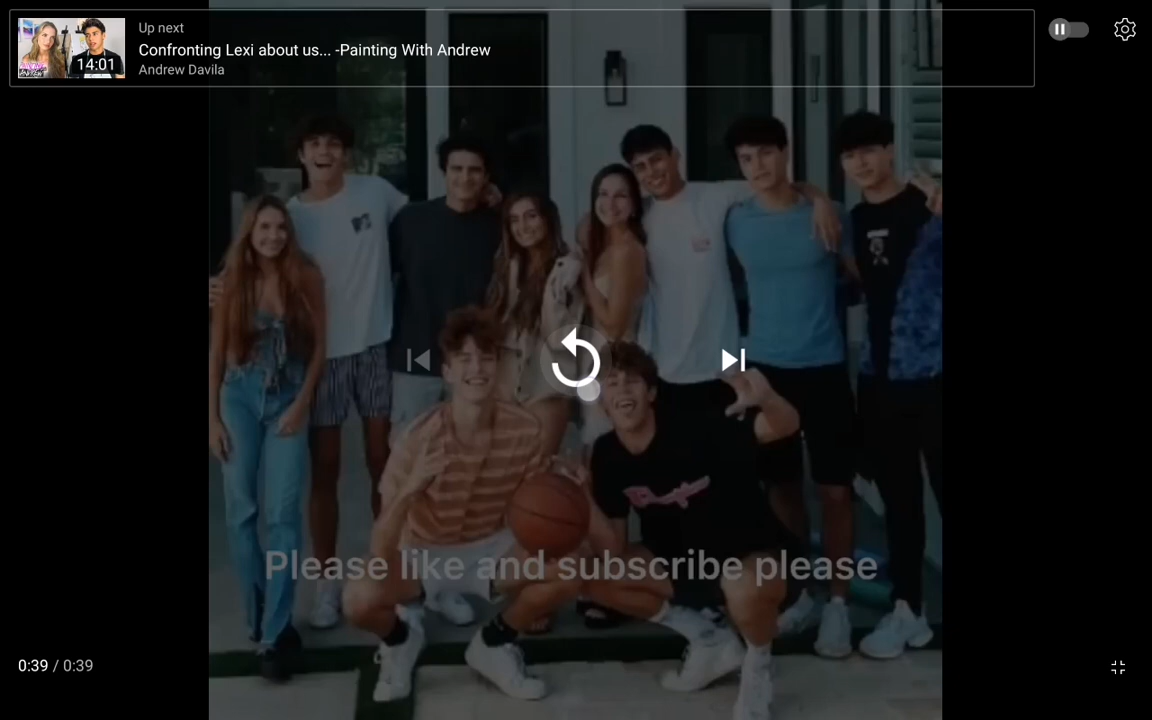 Up next
Confronting Lexi about us... -Painting With Andrew
Andrew Davila
14:01
Please like and subscribe please
0:39 / 0:39